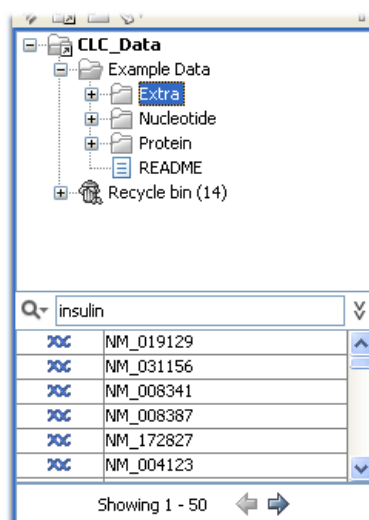 CLC_Data
Example Data
Extra
Nucleotide
Protein
README
Recycle bin (14)
insulin
NM_019129
NM_031156
NM_008341
NM_008387
NM_172827
NM_004123
Showing 1 - 50